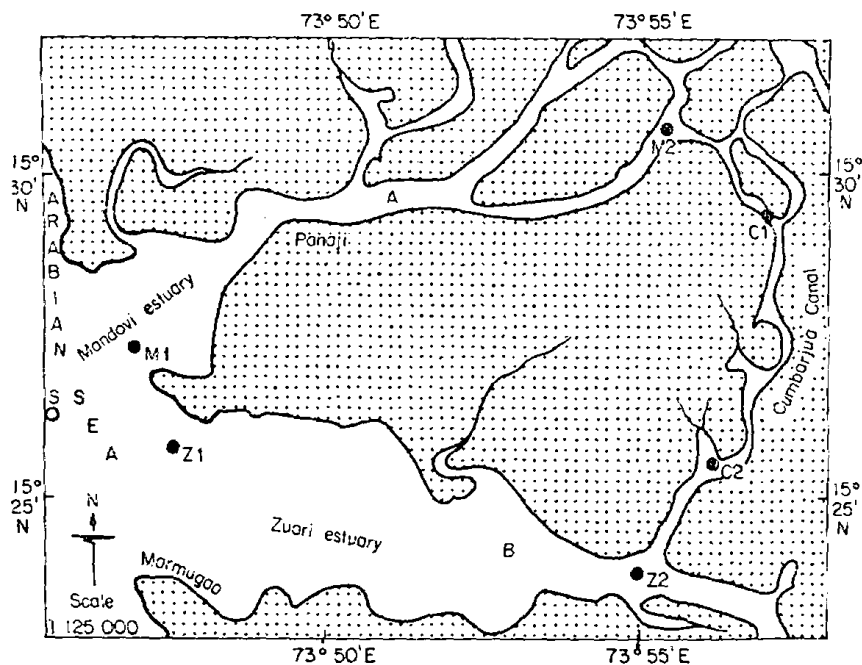 73°50'E
73°55'E
15°
30'
N
15°
30'
N
ARABIAN
SEA
A
M2
C1
Panaji
Mandovi estuary
M1
Cumbarjua Canal
S
Z1
C2
15°
25'
N
15°
25'
N
N
Zuari estuary
B
Z2
Marmugao
Scale
1 125 000
73°50'E
73°55'E